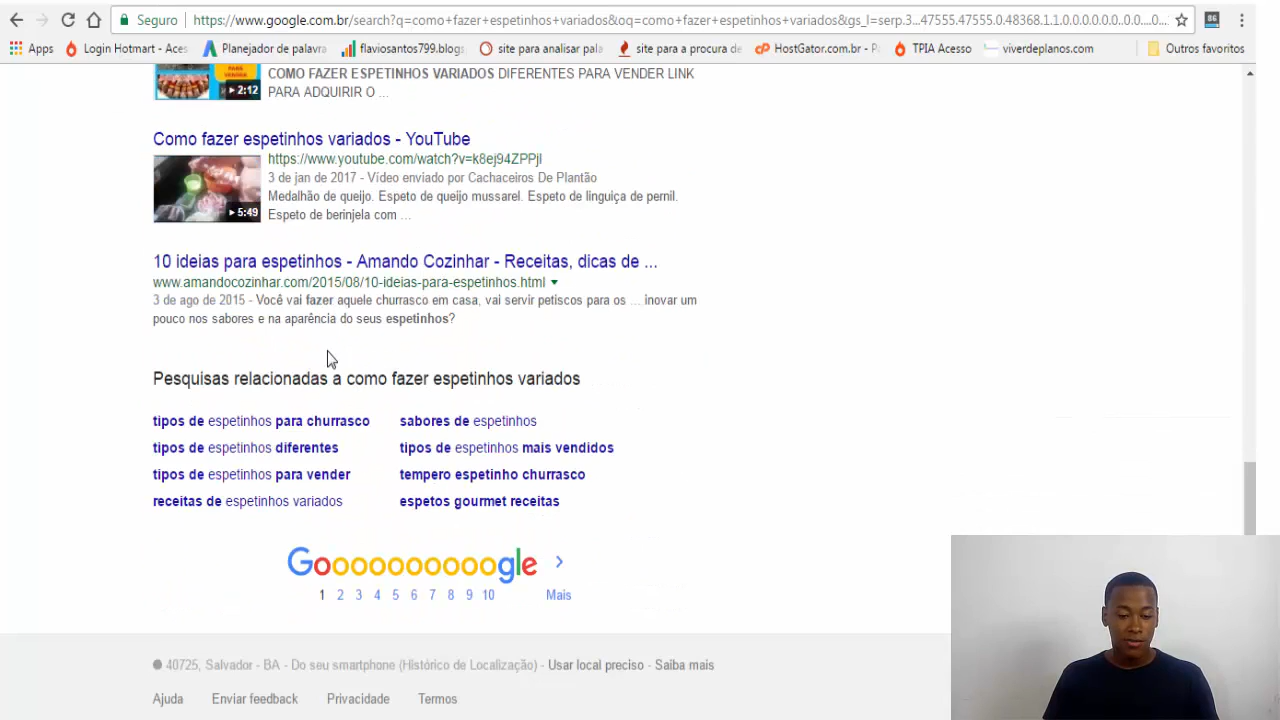 Seguro https://www.google.com.br/search?q=como+fazer+espetinhos+variados&oq=como+fazer+espetinhos+variados&gs_l=serp.3...47555.47555.0.48368.1.1.0.0.0.0.0.0....0...
Apps Login Hotmart - Aces Planejador de palavra flaviosantos799.blogs site para analisar pala site para a procura de HostGator.com.br - P TPIA Acesso viverdeplanos.com Outros favoritos
PARA VENDER
COMO FAZER ESPETINHOS VARIADOS DIFERENTES PARA VENDER LINK
2:12
PARA ADQUIRIR O ...
Como fazer espetinhos variados - YouTube
https://www.youtube.com/watch?v=k8ej94ZPPjI
3 de jan de 2017 - Vídeo enviado por Cachaceiros De Plantão
Medalhão de queijo. Espeto de queijo mussarel. Espeto de linguiça de pernil.
5:49
Espeto de berinjela com ...
10 ideias para espetinhos - Amando Cozinhar - Receitas, dicas de ...
www.amandocozinhar.com/2015/08/10-ideias-para-espetinhos.html
3 de ago de 2015 - Você vai fazer aquele churrasco em casa, vai servir petiscos para os ... inovar um
pouco nos sabores e na aparência do seus espetinhos?
Pesquisas relacionadas a como fazer espetinhos variados
tipos de espetinhos para churrasco sabores de espetinhos
tipos de espetinhos diferentes tipos de espetinhos mais vendidos
tipos de espetinhos para vender tempero espetinho churrasco
receitas de espetinhos variados espetos gourmet receitas
Goooooooooogle >
1 2 3 4 5 6 7 8 9 10 Mais
40725, Salvador - BA - Do seu smartphone (Histórico de Localização) - Usar local preciso - Saiba mais
Ajuda Enviar feedback Privacidade Termos